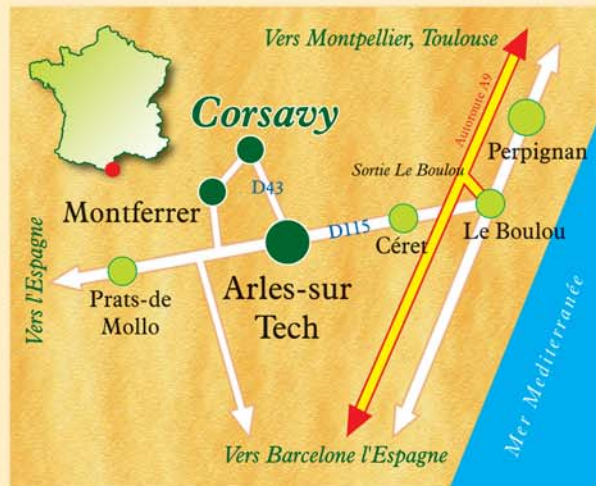 Vers Montpellier, Toulouse
Corsavy
Autoroute A9
Perpignan
Sortie Le Boulou
D43
Montferrer
D115
Céret
Le Boulou
Vers l'Espagne
Prats-de
Mollo
Arles-sur
Tech
Mer Mediterranée
Vers Barcelone l'Espagne